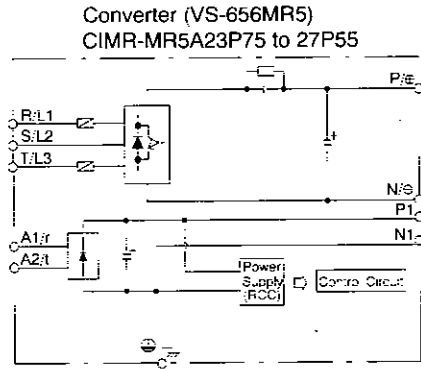 Converter (VS-656MR5)
CIMR-MR5A23P75 to 27P55
P/⊕
R/L1
S/L2
T/L3
N/⊖
P1
A1/r
N1
A2/t
Power
Supply
(RCC)
Control Circuit